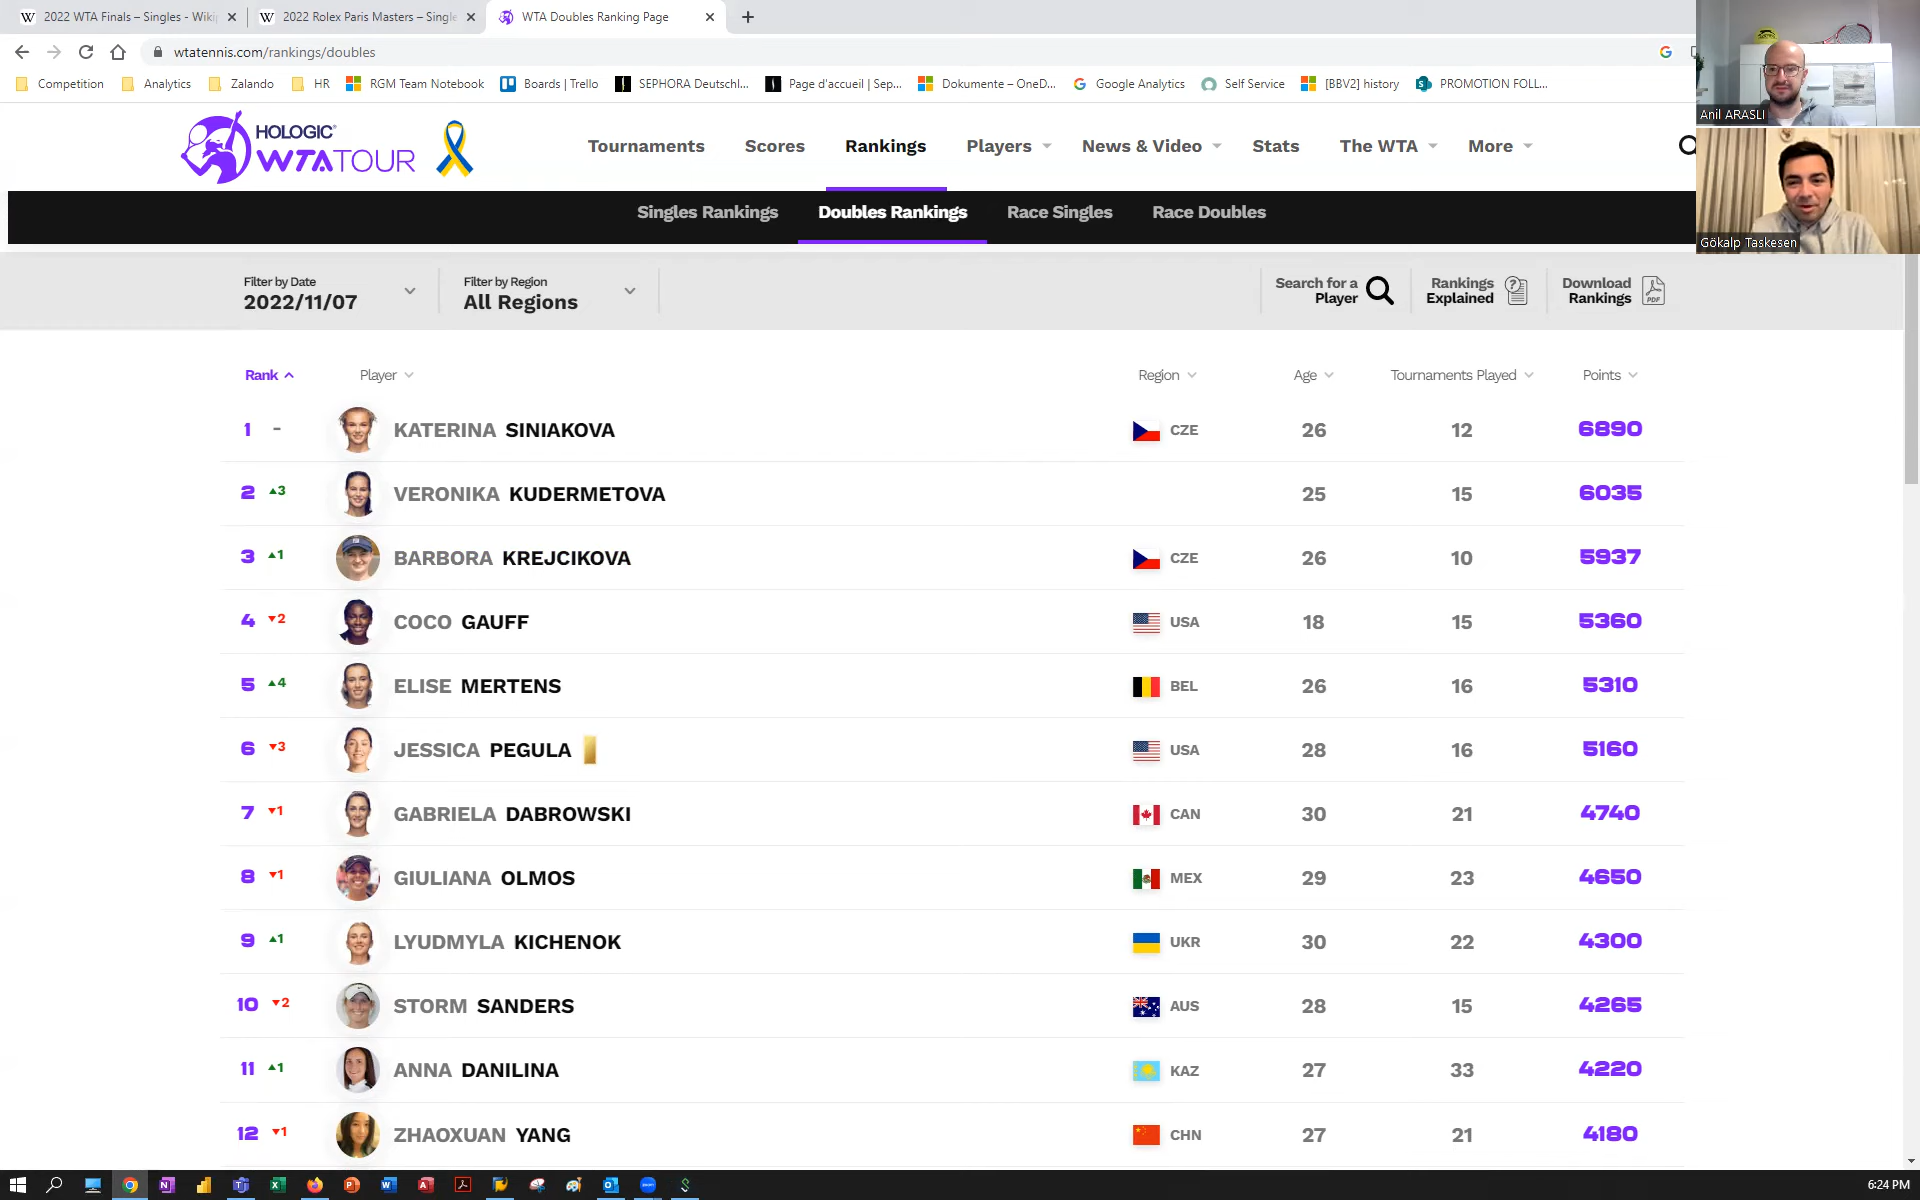 2022 WTA Finals – Singles - Wiki
2022 Rolex Paris Masters – Single
WTA Doubles Ranking Page
wtatennis.com/rankings/doubles
Competition
Analytics
Zalando
HR
RGM Team Notebook
Boards | Trello
SEPHORA Deutschl...
Page d'accueil | Sep...
Dokumente – OneD...
Google Analytics
Self Service
[BBV2] history
PROMOTION FOLL...
Anil ARASLI
Gökalp Taskesen
HOLOGIC
WTA TOUR
Tournaments Scores Rankings Players News & Video Stats The WTA More
Singles Rankings Doubles Rankings Race Singles Race Doubles
Filter by Date
2022/11/07
Filter by Region
All Regions
Search for a
Player
Rankings
Explained
Download
Rankings
PDF
Rank Player Region Age Tournaments Played Points
1 - KATERINA SINIAKOVA CZE 26 12 6890
2 ▲3 VERONIKA KUDERMETOVA 25 15 6035
3 ▲1 BARBORA KREJCIKOVA CZE 26 10 5937
4 ▼2 COCO GAUFF USA 18 15 5360
5 ▲4 ELISE MERTENS BEL 26 16 5310
6 ▼3 JESSICA PEGULA USA 28 16 5160
7 ▼1 GABRIELA DABROWSKI CAN 30 21 4740
8 ▼1 GIULIANA OLMOS MEX 29 23 4650
9 ▲1 LYUDMYLA KICHENOK UKR 30 22 4300
10 ▼2 STORM SANDERS AUS 28 15 4265
11 ▲1 ANNA DANILINA KAZ 27 33 4220
12 ▼1 ZHAOXUAN YANG CHN 27 21 4180
6:24 PM